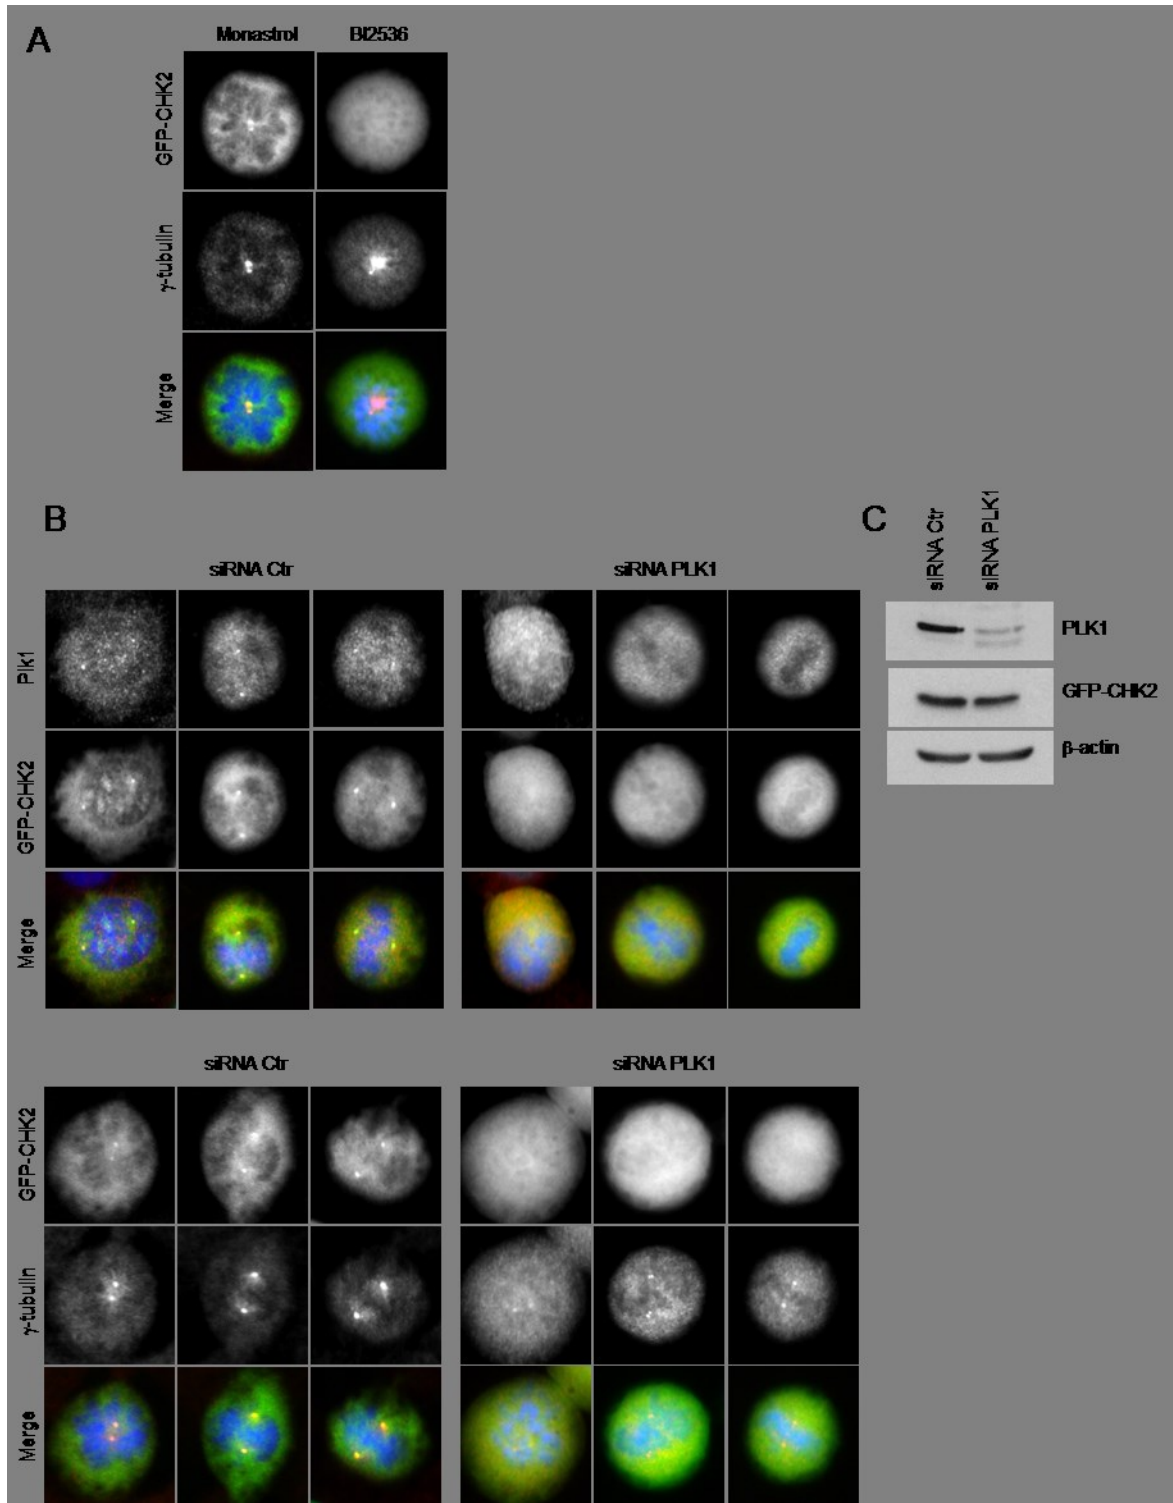 A
Monastrol BI2536
GFP-CHK2
γ-tubulin
Merge
B
siRNA Ctr siRNA PLK1
Plk1
GFP-CHK2
Merge
C
siRNA Ctr
siRNA PLK1
PLK1
GFP-CHK2
β-actin
siRNA Ctr siRNA PLK1
GFP-CHK2
γ-tubulin
Merge